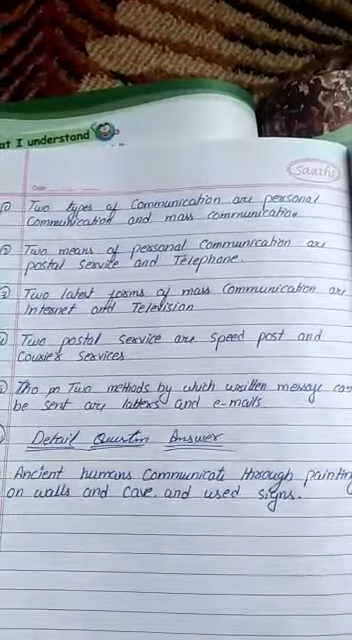 at I understand
Saathi
Date
① Two types of Communication are personal
Communication and mass communication
② Two means of personal Communication are
postal service and Telephone.
③ Two latest forms of mass Communication are
Internet and Television
Two postal service are speed post and
Courier Services
Two methods by which written message can
be sent are latters and e-mails
Detail Question Answer
Ancient humans Communicate through painting
on walls and cave. and used signs.